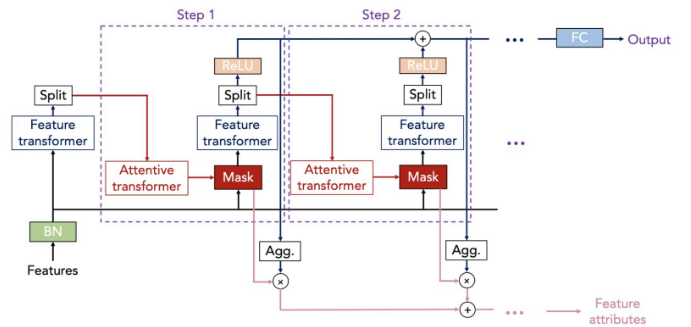 Step 1
Step 2
FC
Output
ReLU
ReLU
Split
Split
Split
Feature
transformer
Feature
transformer
Feature
transformer
...
Attentive
transformer
Mask
Attentive
transformer
Mask
BN
Features
Agg.
Agg.
Feature
attributes